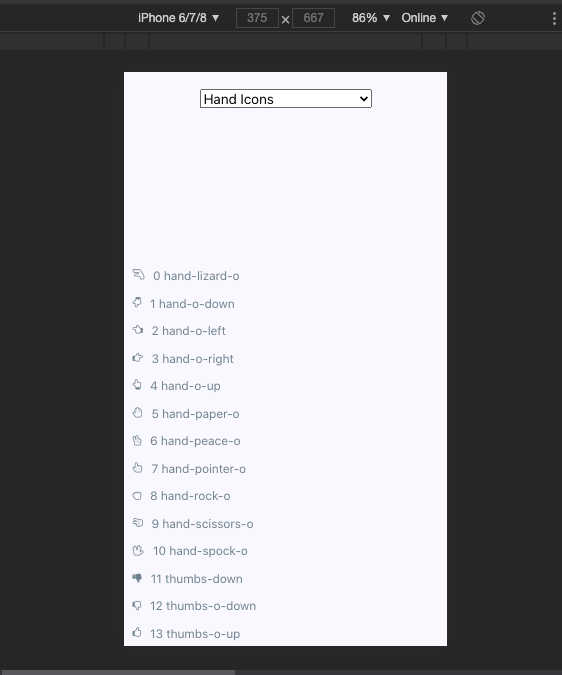 iPhone 6/7/8 ▼ 375 × 667 86% ▼ Online ▼
Hand Icons
0 hand-lizard-o
1 hand-o-down
2 hand-o-left
3 hand-o-right
4 hand-o-up
5 hand-paper-o
6 hand-peace-o
7 hand-pointer-o
8 hand-rock-o
9 hand-scissors-o
10 hand-spock-o
11 thumbs-down
12 thumbs-o-down
13 thumbs-o-up